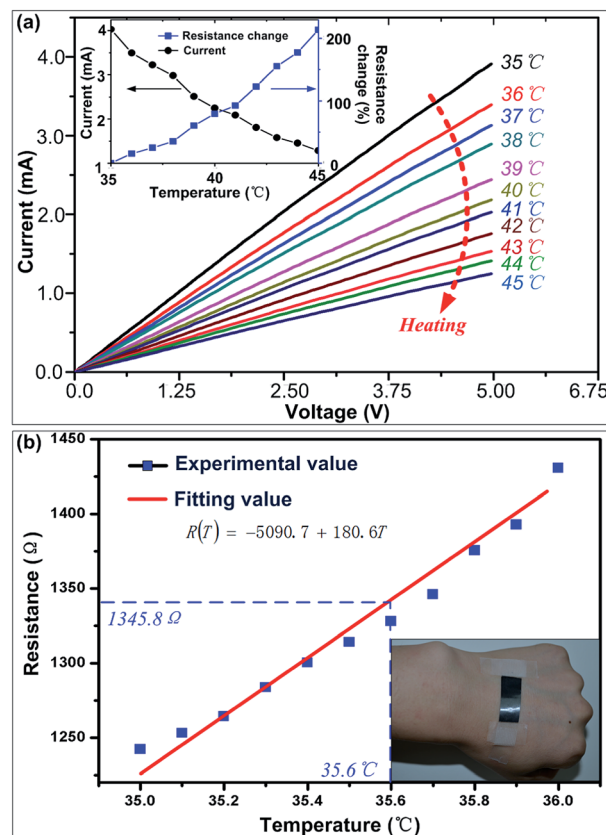 (a)
Resistance change
Current
Current (mA)
4
3
2
1
35
40
45
Temperature (℃)
Resistance
change (%)
200
100
0
Current (mA)
4.0
3.0
2.0
1.0
0.0
0.0
1.25
2.50
3.75
5.00
6.75
Voltage (V)
35℃
36℃
37℃
38℃
39℃
40℃
41℃
42℃
43℃
44℃
45℃
Heating
(b)
Experimental value
Fitting value
R(T) = -5090.7 + 180.6T
Resistance (Ω)
1450
1400
1350
1300
1250
1345.8 Ω
35.6℃
35.0
35.2
35.4
35.6
35.8
36.0
Temperature (℃)